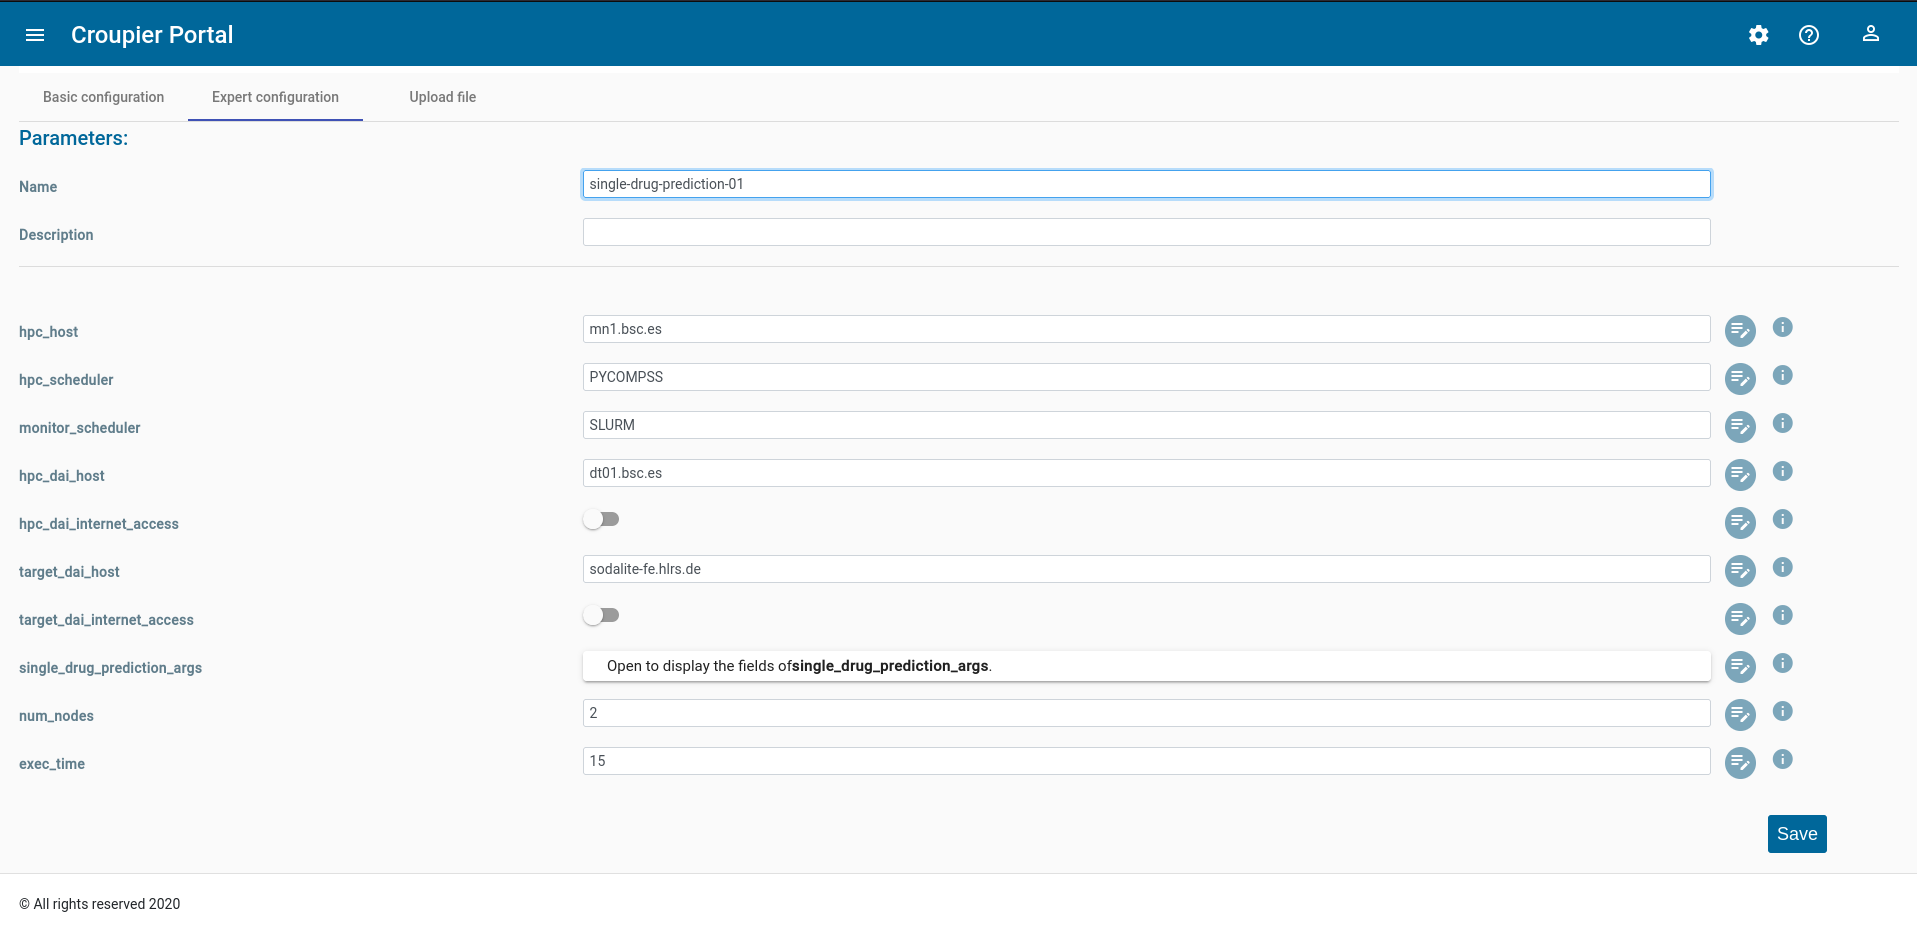 Croupier Portal
Basic configuration Expert configuration Upload file
Parameters:
Name single-drug-prediction-01
Description
hpc_host mn1.bsc.es
hpc_scheduler PYCOMPSS
monitor_scheduler SLURM
hpc_dai_host dt01.bsc.es
hpc_dai_internet_access
target_dai_host sodalite-fe.hlrs.de
target_dai_internet_access
single_drug_prediction_args Open to display the fields ofsingle_drug_prediction_args.
num_nodes 2
exec_time 15
Save
© All rights reserved 2020